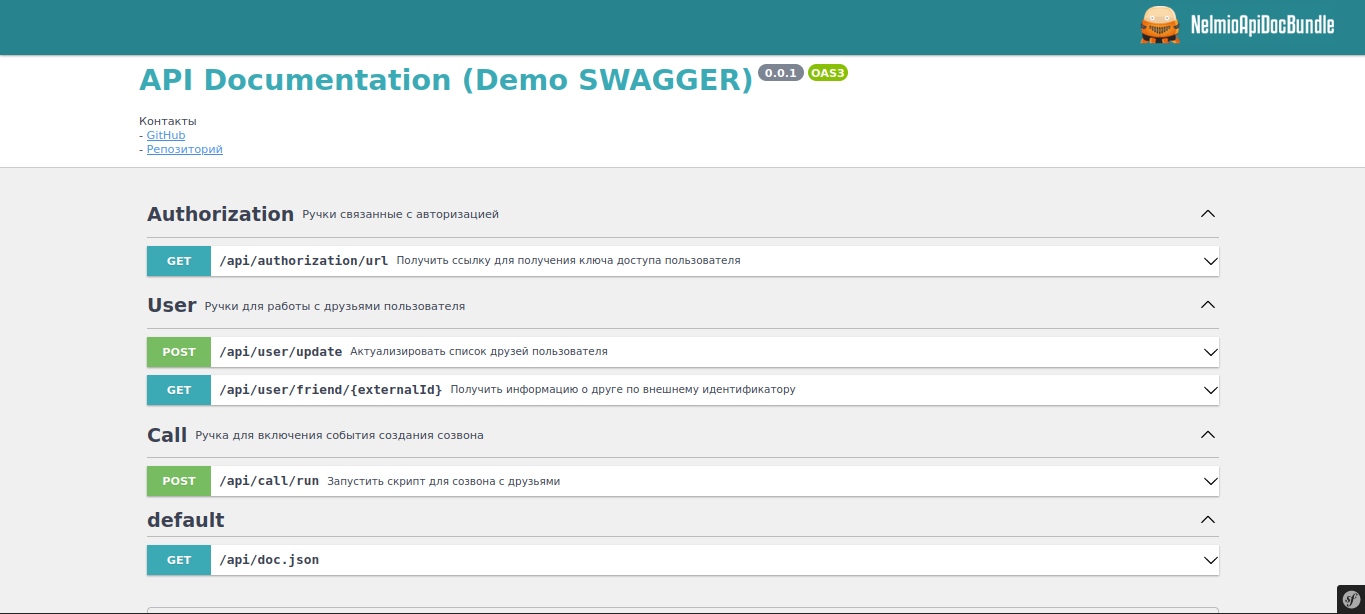 NelmioApiDocBundle
API Documentation (Demo SWAGGER) 0.0.1 OAS3
Контакты
- GitHub
- Репозиторий
Authorization Ручки связанные с авторизацией
GET /api/authorization/url Получить ссылку для получения ключа доступа пользователя
User Ручки для работы с друзьями пользователя
POST /api/user/update Актуализировать список друзей пользователя
GET /api/user/friend/{externalId} Получить информацию о друге по внешнему идентификатору
Call Ручка для включения события создания созвона
POST /api/call/run Запустить скрипт для созвона с друзьями
default
GET /api/doc.json
sf